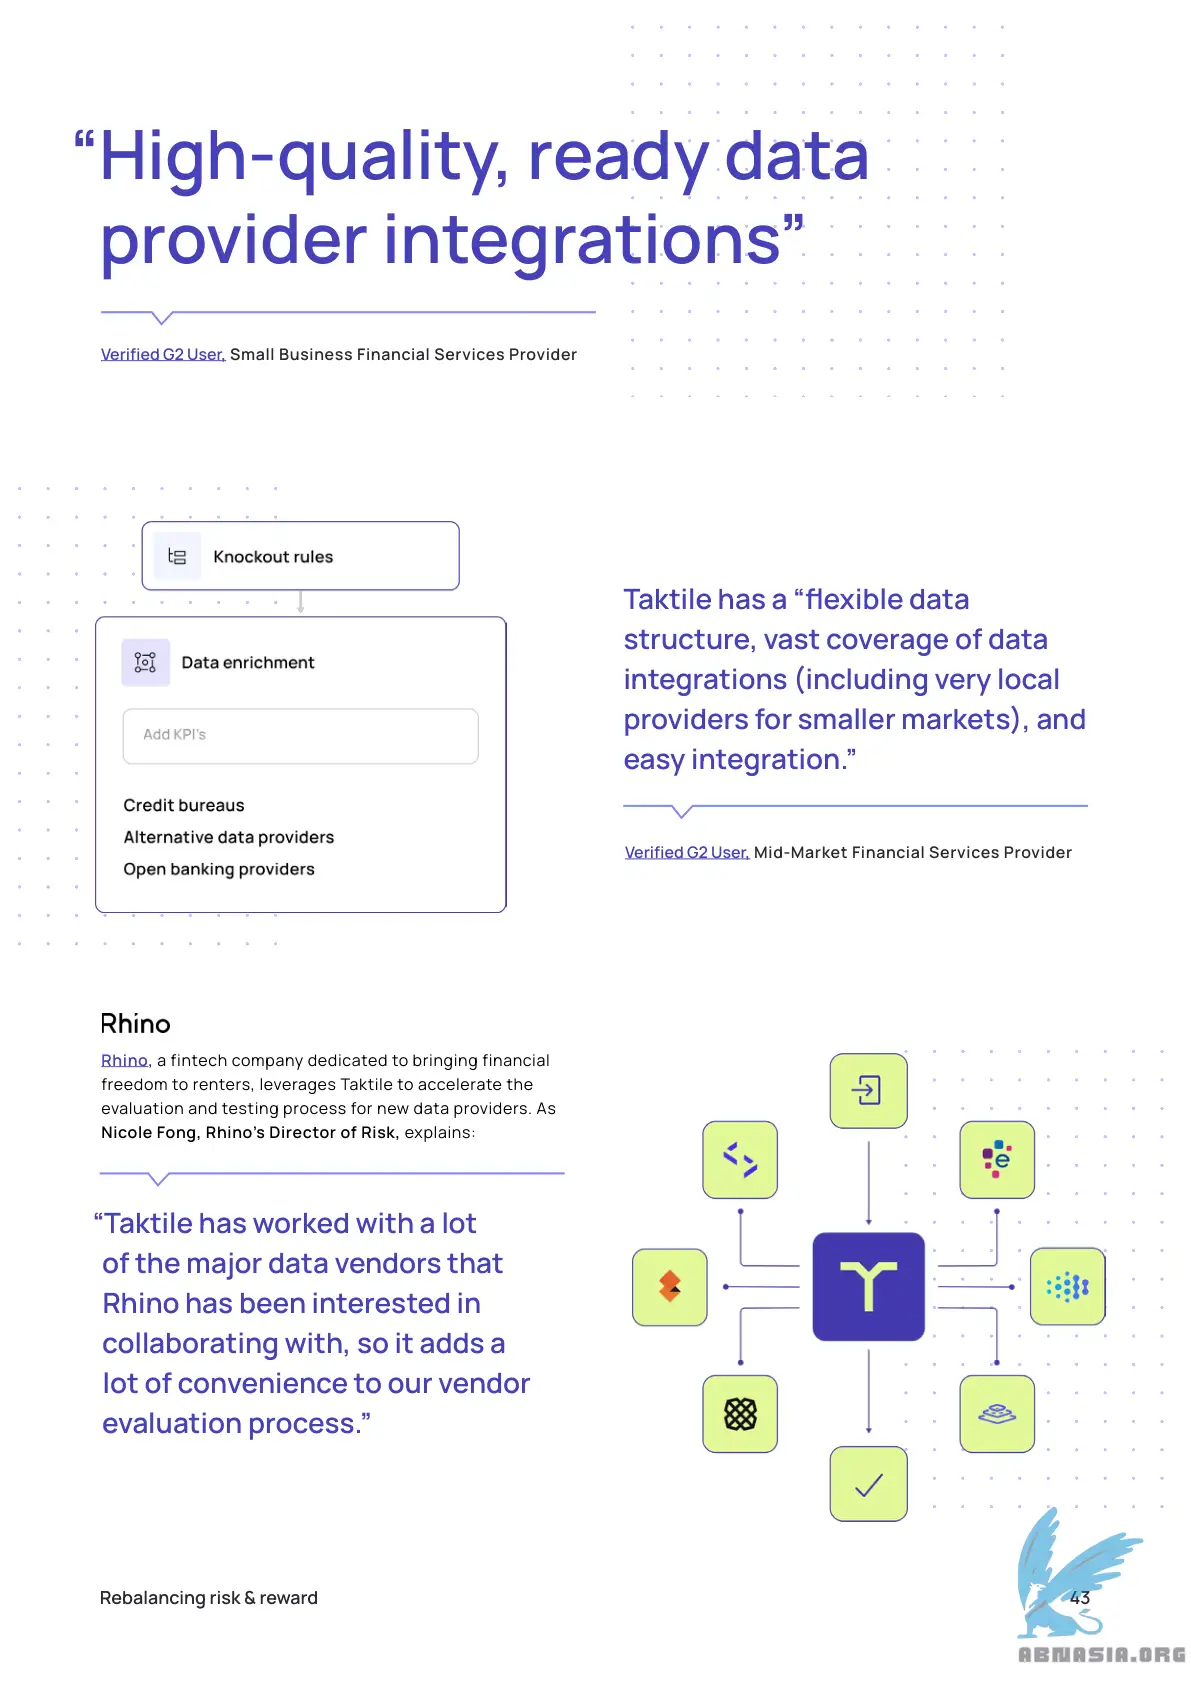 “High-quality, ready data
provider integrations”
Verified G2 User, Small Business Financial Services Provider
Knockout rules
Data enrichment
Add KPI's
Credit bureaus
Alternative data providers
Open banking providers
Taktile has a “flexible data
structure, vast coverage of data
integrations (including very local
providers for smaller markets), and
easy integration.”
Verified G2 User, Mid-Market Financial Services Provider
Rhino
Rhino, a fintech company dedicated to bringing financial
freedom to renters, leverages Taktile to accelerate the
evaluation and testing process for new data providers. As
Nicole Fong, Rhino’s Director of Risk, explains:
“Taktile has worked with a lot
of the major data vendors that
Rhino has been interested in
collaborating with, so it adds a
lot of convenience to our vendor
evaluation process.”
e
Rebalancing risk & reward
43
ABNASIA.ORG